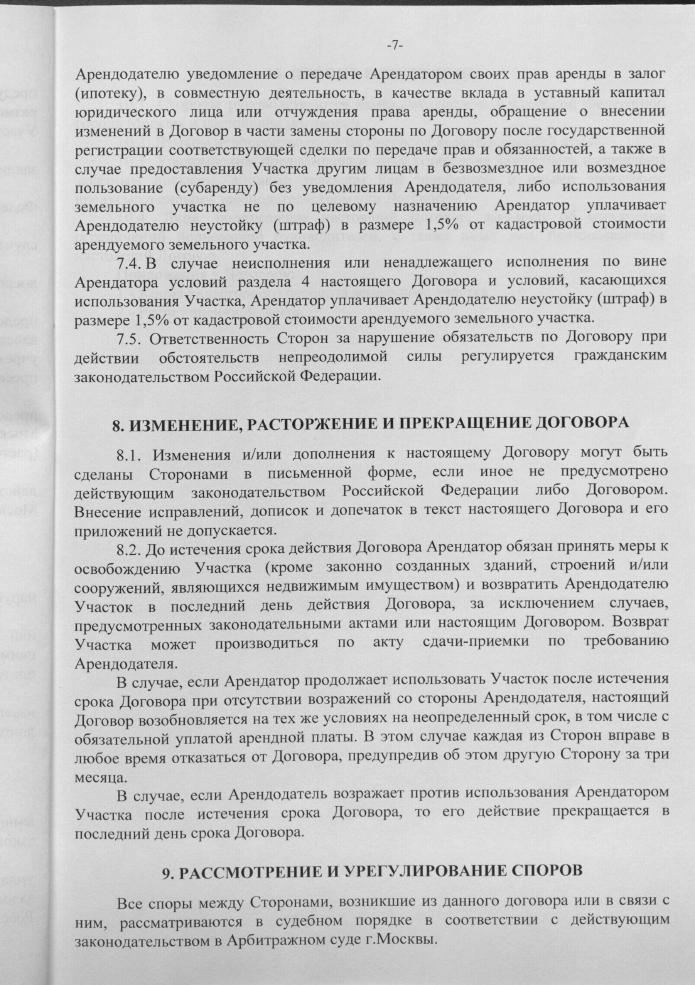 -7-
Арендодателю уведомление о передаче Арендатором своих прав аренды в залог
(ипотеку), в совместную деятельность, в качестве вклада в уставный капитал
юридического лица или отчуждения права аренды, обращение о внесении
изменений в Договор в части замены стороны по Договору после государственной
регистрации соответствующей сделки по передаче прав и обязанностей, а также в
случае предоставления Участка другим лицам в безвозмездное или возмездное
пользование (субаренду) без уведомления Арендодателя, либо использования
земельного участка не по целевому назначению Арендатор уплачивает
Арендодателю неустойку (штраф) в размере 1,5% от кадастровой стоимости
арендуемого земельного участка.
7.4. В случае неисполнения или ненадлежащего исполнения по вине
Арендатора условий раздела 4 настоящего Договора и условий, касающихся
использования Участка, Арендатор уплачивает Арендодателю неустойку (штраф) в
размере 1,5% от кадастровой стоимости арендуемого земельного участка.
7.5. Ответственность Сторон за нарушение обязательств по Договору при
действии обстоятельств непреодолимой силы регулируется гражданским
законодательством Российской Федерации.
8. ИЗМЕНЕНИЕ, РАСТОРЖЕНИЕ И ПРЕКРАЩЕНИЕ ДОГОВОРА
8.1. Изменения и/или дополнения к настоящему Договору могут быть
сделаны Сторонами в письменной форме, если иное не предусмотрено
действующим законодательством Российской Федерации либо Договором.
Внесение исправлений, дописок и допечаток в текст настоящего Договора и его
приложений не допускается.
8.2. До истечения срока действия Договора Арендатор обязан принять меры к
освобождению Участка (кроме законно созданных зданий, строений и/или
сооружений, являющихся недвижимым имуществом) и возвратить Арендодателю
Участок в последний день действия Договора, за исключением случаев,
предусмотренных законодательными актами или настоящим Договором. Возврат
Участка может производиться по акту сдачи-приемки по требованию
Арендодателя.
В случае, если Арендатор продолжает использовать Участок после истечения
срока Договора при отсутствии возражений со стороны Арендодателя, настоящий
Договор возобновляется на тех же условиях на неопределенный срок, в том числе с
обязательной уплатой арендной платы. В этом случае каждая из Сторон вправе в
любое время отказаться от Договора, предупредив об этом другую Сторону за три
месяца.
В случае, если Арендодатель возражает против использования Арендатором
Участка после истечения срока Договора, то его действие прекращается в
последний день срока Договора.
9. РАССМОТРЕНИЕ И УРЕГУЛИРОВАНИЕ СПОРОВ
Все споры между Сторонами, возникшие из данного договора или в связи с
ним, рассматриваются в судебном порядке в соответствии с действующим
законодательством в Арбитражном суде г.Москвы.